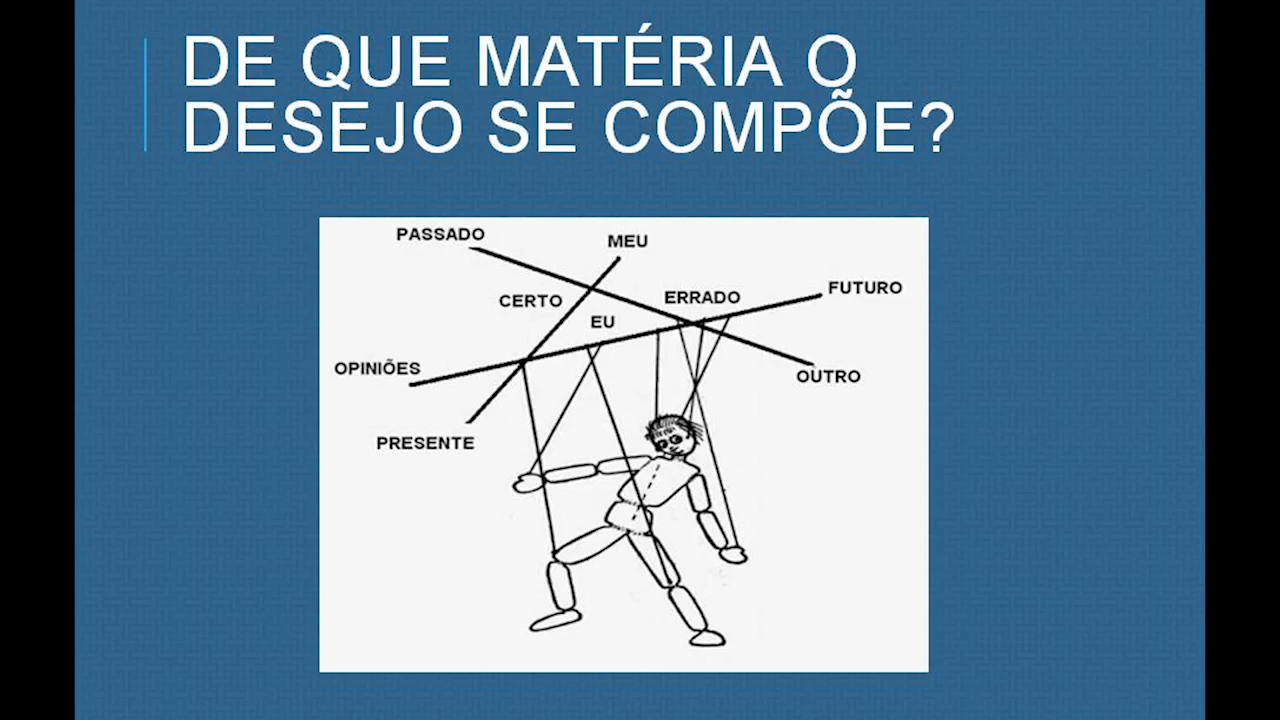 DE QUE MATÉRIA O
DESEJO SE COMPÕE?
PASSADO
MEU
CERTO
ERRADO
FUTURO
EU
OPINIÕES
OUTRO
PRESENTE